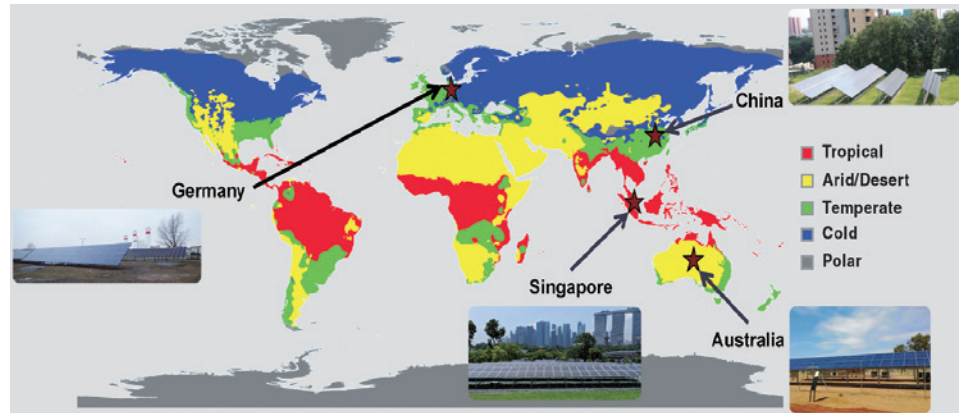 China
Germany
Singapore
Australia
Tropical
Arid/Desert
Temperate
Cold
Polar